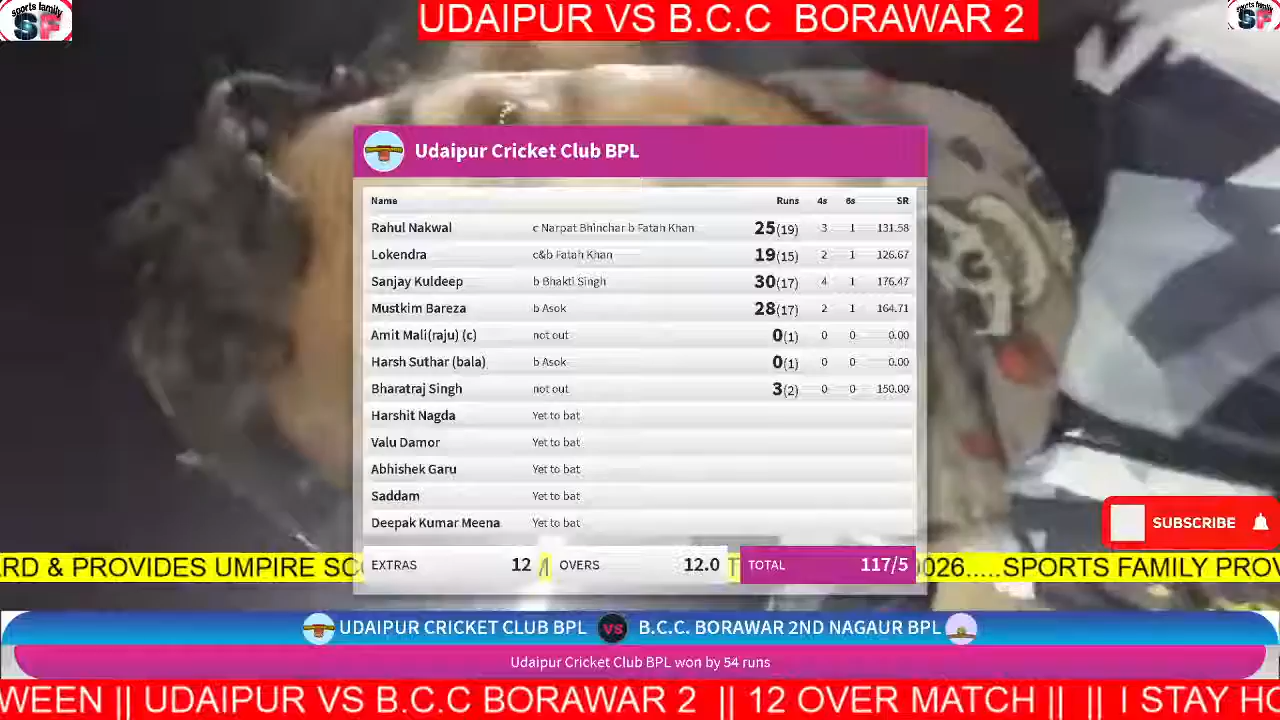 sports family
SF
UDAIPUR VS B.C.C BORAWAR 2
sports family
SF
Udaipur Cricket Club BPL
Name Runs 4s 6s SR
Rahul Nakwal c Narpat Bhinchar b Fatah Khan 25(19) 3 1 131.58
Lokendra c&b Fatah Khan 19(15) 2 1 126.67
Sanjay Kuldeep b Bhakti Singh 30(17) 4 1 176.47
Mustkim Bareza b Asok 28(17) 2 1 164.71
Amit Mali(raju) (c) not out 0(1) 0 0 0.00
Harsh Suthar (bala) b Asok 0(1) 0 0 0.00
Bharatraj Singh not out 3(2) 0 0 150.00
Harshit Nagda Yet to bat
Valu Damor Yet to bat
Abhishek Garu Yet to bat
Saddam Yet to bat
Deepak Kumar Meena Yet to bat
SUBSCRIBE
EXTRAS 12 OVERS 12.0 TOTAL 117/5
ARD & PROVIDES UMPIRE SC 026.....SPORTS FAMILY PROV
UDAIPUR CRICKET CLUB BPL VS B.C.C. BORAWAR 2ND NAGAUR BPL
Udaipur Cricket Club BPL won by 54 runs
WEEN || UDAIPUR VS B.C.C BORAWAR 2 || 12 OVER MATCH || || I STAY HO